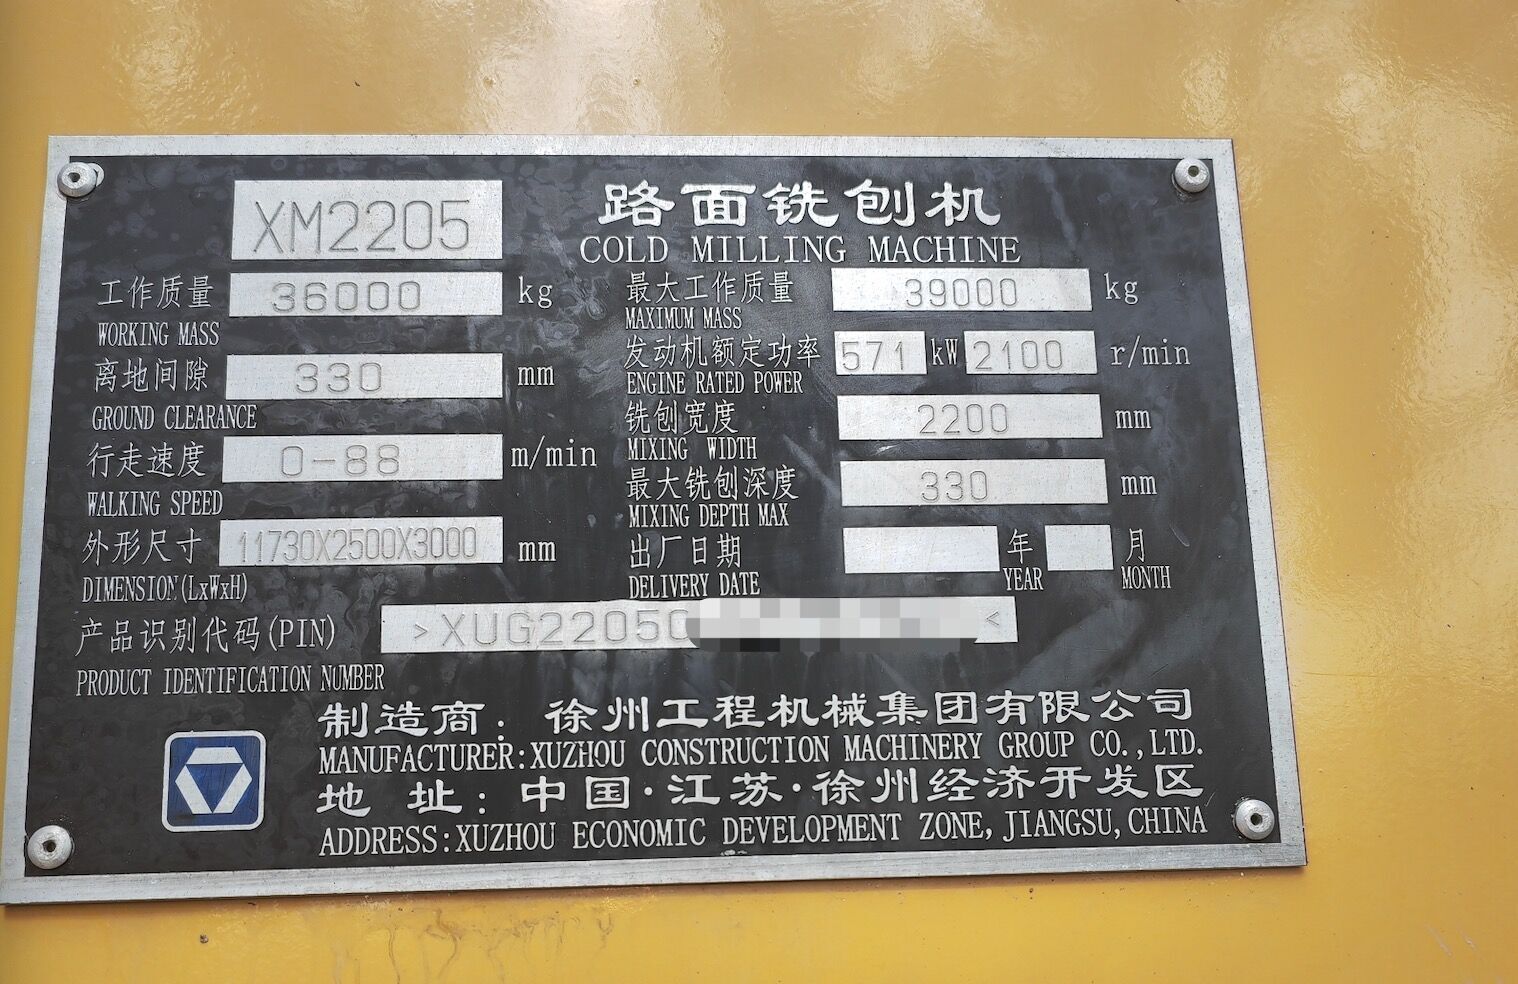 XM2205
路面铣刨机
COLD MILLING MACHINE
工作质量 36000 kg
WORKING MASS
最大工作质量 39000 kg
MAXIMUM MASS
离地间隙 330 mm
GROUND CLEARANCE
发动机额定功率 571 kW 2100 r/min
ENGINE RATED POWER
行走速度 0-88 m/min
WALKING SPEED
铣刨宽度 2200 mm
MIXING WIDTH
最大铣刨深度 330 mm
MIXING DEPTH MAX
外形尺寸 11730X2500X3000 mm
DIMENSION(LxWxH)
出厂日期 年 月
DELIVERY DATE YEAR MONTH
产品识别代码(PIN) >XUG2205 <
PRODUCT IDENTIFICATION NUMBER
制造商：徐州工程机械集团有限公司
MANUFACTURER:XUZHOU CONSTRUCTION MACHINERY GROUP CO.,LTD.
地 址：中国·江苏·徐州经济开发区
ADDRESS:XUZHOU ECONOMIC DEVELOPMENT ZONE,JIANGSU,CHINA